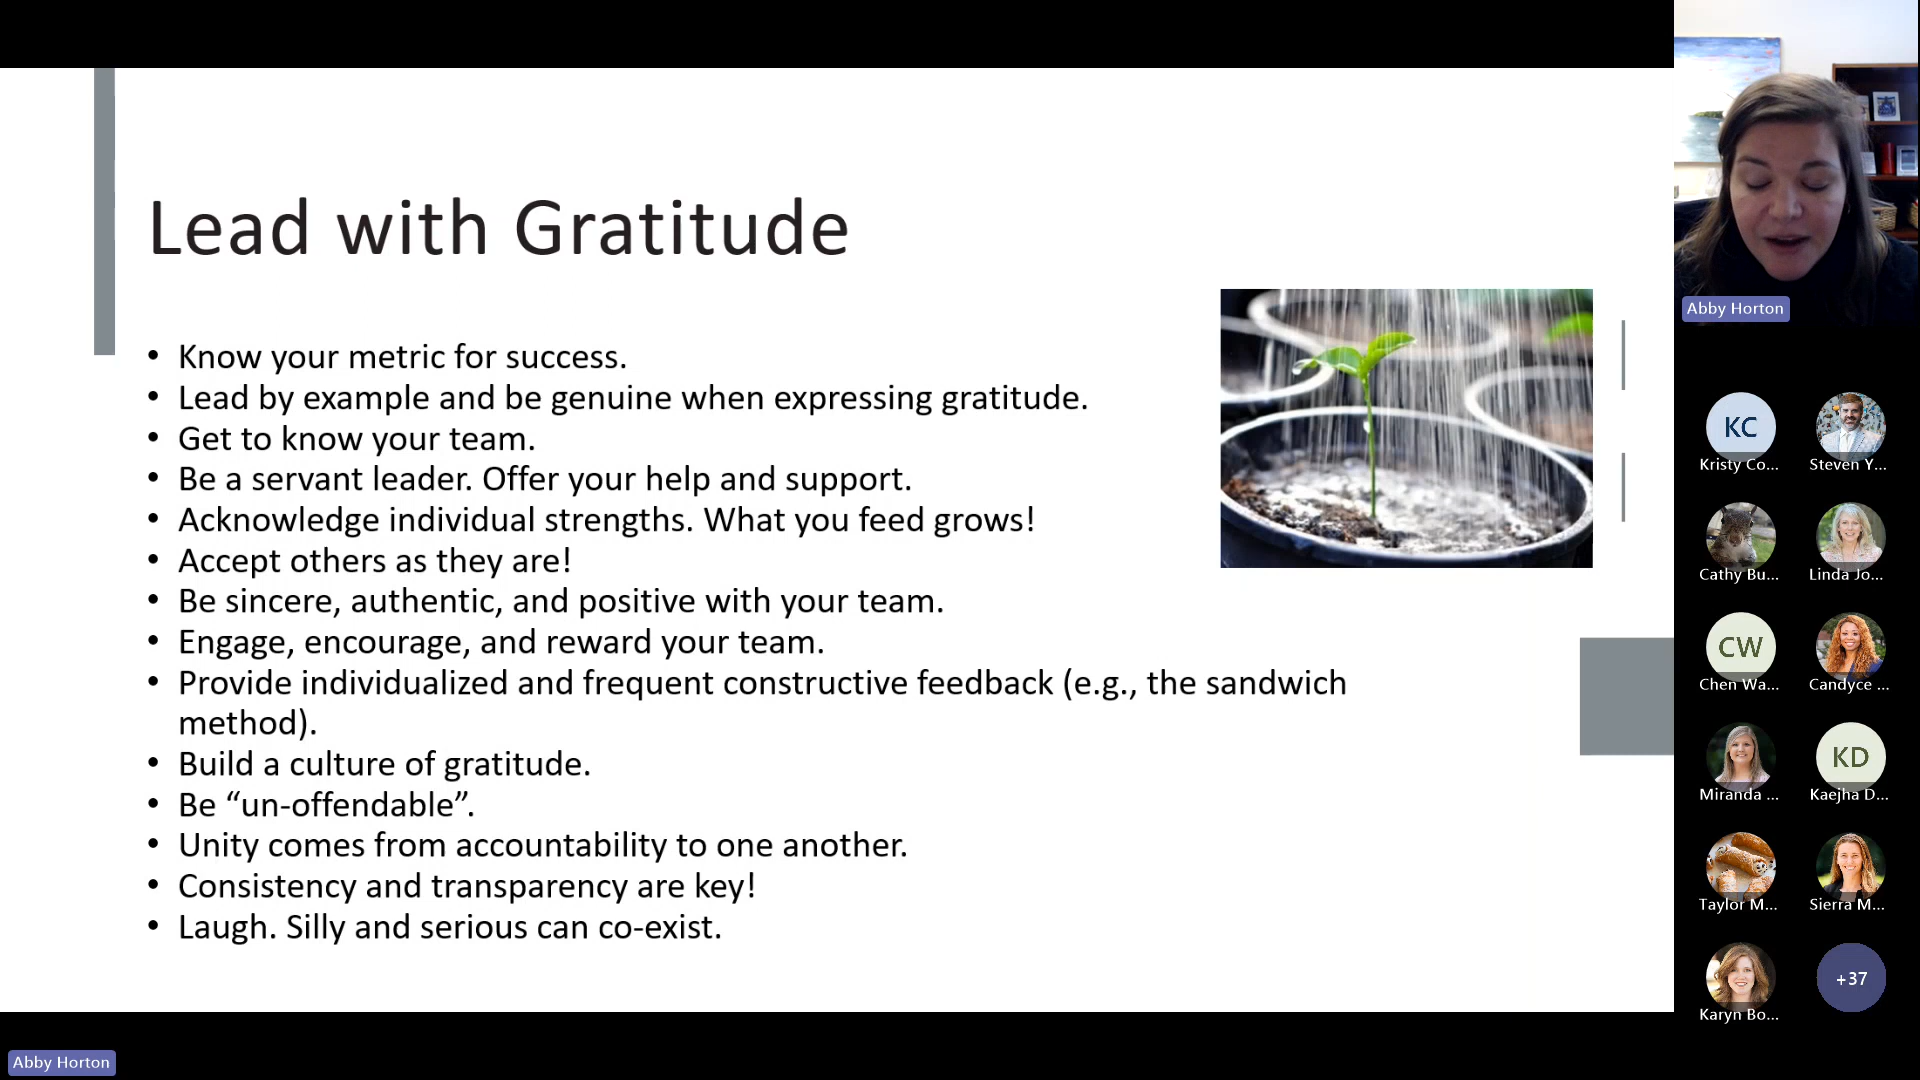 Lead with Gratitude
• Know your metric for success.
• Lead by example and be genuine when expressing gratitude.
• Get to know your team.
• Be a servant leader. Offer your help and support.
• Acknowledge individual strengths. What you feed grows!
• Accept others as they are!
• Be sincere, authentic, and positive with your team.
• Engage, encourage, and reward your team.
• Provide individualized and frequent constructive feedback (e.g., the sandwich
method).
• Build a culture of gratitude.
• Be “un-offendable”.
• Unity comes from accountability to one another.
• Consistency and transparency are key!
• Laugh. Silly and serious can co-exist.
Abby Horton
Abby Horton
KC
Kristy Co...
Steven Y...
Cathy Bu...
Linda Jo...
CW
Chen Wa...
Candyce ...
Miranda ...
KD
Kaejha D...
Taylor M...
Sierra M...
Karyn Bo...
+37